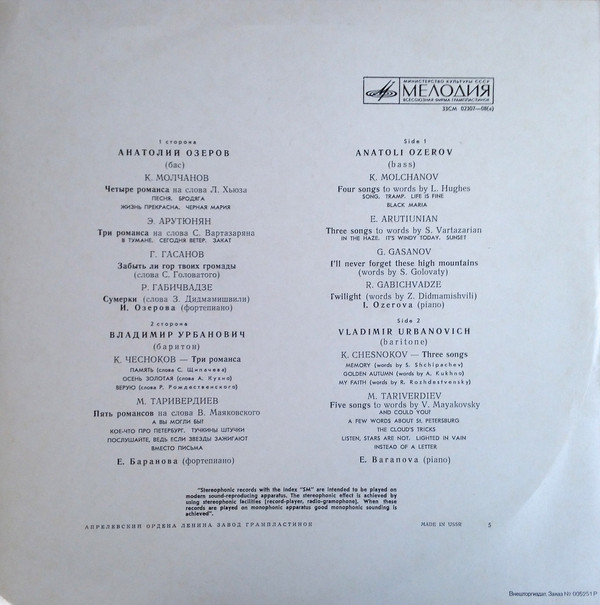 МИНИСТЕРСТВО КУЛЬТУРЫ СССР
МЕЛОДИЯ
ВСЕСОЮЗНАЯ ФИРМА ГРАМПЛАСТИНОК
33СМ 02307—08(а)
1 сторона
АНАТОЛИЙ ОЗЕРОВ
(бас)
К. МОЛЧАНОВ
Четыре романса на слова Л. Хьюза
ПЕСНЯ. БРОДЯГА
ЖИЗНЬ ПРЕКРАСНА. ЧЕРНАЯ МАРИЯ
Э. АРУТЮНЯН
Три романса на слова С. Вартазаряна
В ТУМАНЕ. СЕГОДНЯ ВЕТЕР. ЗАКАТ
Г. ГАСАНОВ
Забыть ли гор твоих громады
(слова С. Головатого)
Р. ГАБИЧВАДЗЕ
Сумерки (слова З. Дидмамишвили)
И. Озерова (фортепиано)
2 сторона
ВЛАДИМИР УРБАНОВИЧ
(баритон)
К. ЧЕСНОКОВ — Три романса
ПАМЯТЬ (слова С. Щипачева)
ОСЕНЬ ЗОЛОТАЯ (слова А. Кухно)
ВЕРУЮ (слова Р. Рождественского)
М. ТАРИВЕРДИЕВ
Пять романсов на слова В. Маяковского
А ВЫ МОГЛИ БЫ?
КОЕ-ЧТО ПРО ПЕТЕРБУРГ. ТУЧКИНЫ ШТУЧКИ
ПОСЛУШАЙТЕ, ВЕДЬ ЕСЛИ ЗВЕЗДЫ ЗАЖИГАЮТ
ВМЕСТО ПИСЬМА
Е. Баранова (фортепиано)
Side 1
ANATOLI OZEROV
(bass)
K. MOLCHANOV
Four songs to words by L. Hughes
SONG. TRAMP. LIFE IS FINE
BLACK MARIA
E. ARUTIUNIAN
Three songs to words by S. Vartazarian
IN THE HAZE. IT'S WINDY TODAY. SUNSET
G. GASANOV
I'll never forget these high mountains
(words by S. Golovaty)
R. GABICHVADZE
Twilight (words by Z. Didmamishvili)
I. Ozerova (piano)
Side 2
VLADIMIR URBANOVICH
(baritone)
K. CHESNOKOV — Three songs
MEMORY (words by S. Shchipachev)
GOLDEN AUTUMN (words by A. Kukhno)
MY FAITH (words by R. Rozhdestvensky)
M. TARIVERDIEV
Five songs to words by V. Mayakovsky
AND COULD YOU?
A FEW WORDS ABOUT ST. PETERSBURG
THE CLOUD'S TRICKS
LISTEN, STARS ARE NOT. LIGHTED IN VAIN
INSTEAD OF A LETTER
E. Baranova (piano)
"Stereophonic records with the index "SM" are intended to be played on
modern sound-reproducing apparatus. The stereophonic effect is achieved by
using stereophonic facilities (record-player, radio-gramophone). When these
records are played on monophonic apparatus good monophonic sounding is
achieved".
АПРЕЛЕВСКИЙ ОРДЕНА ЛЕНИНА ЗАВОД ГРАМПЛАСТИНОК
MADE IN USSR 5
Внешторгиздат. Заказ № 005251Р